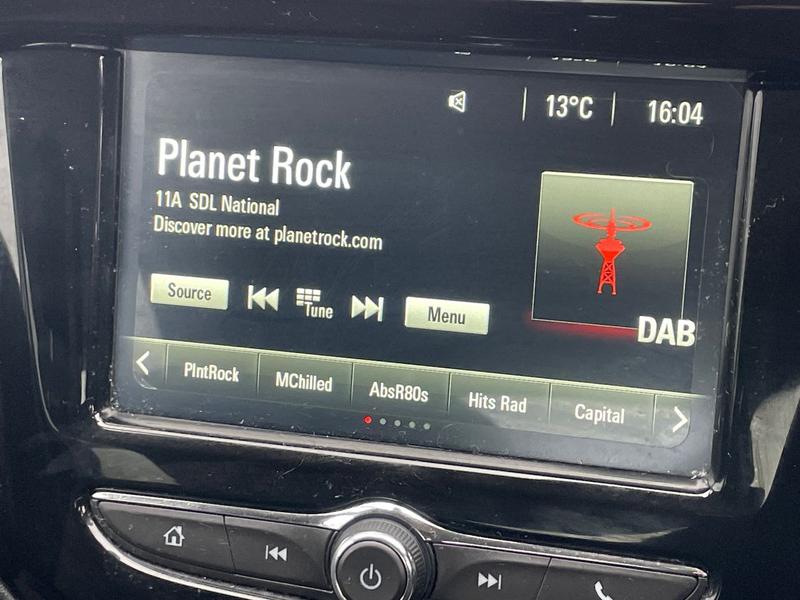 13°C 16:04
Planet Rock
11A SDL National
Discover more at planetrock.com
Source Tune Menu
DAB
PlntRock MChilled AbsR80s Hits Rad Capital